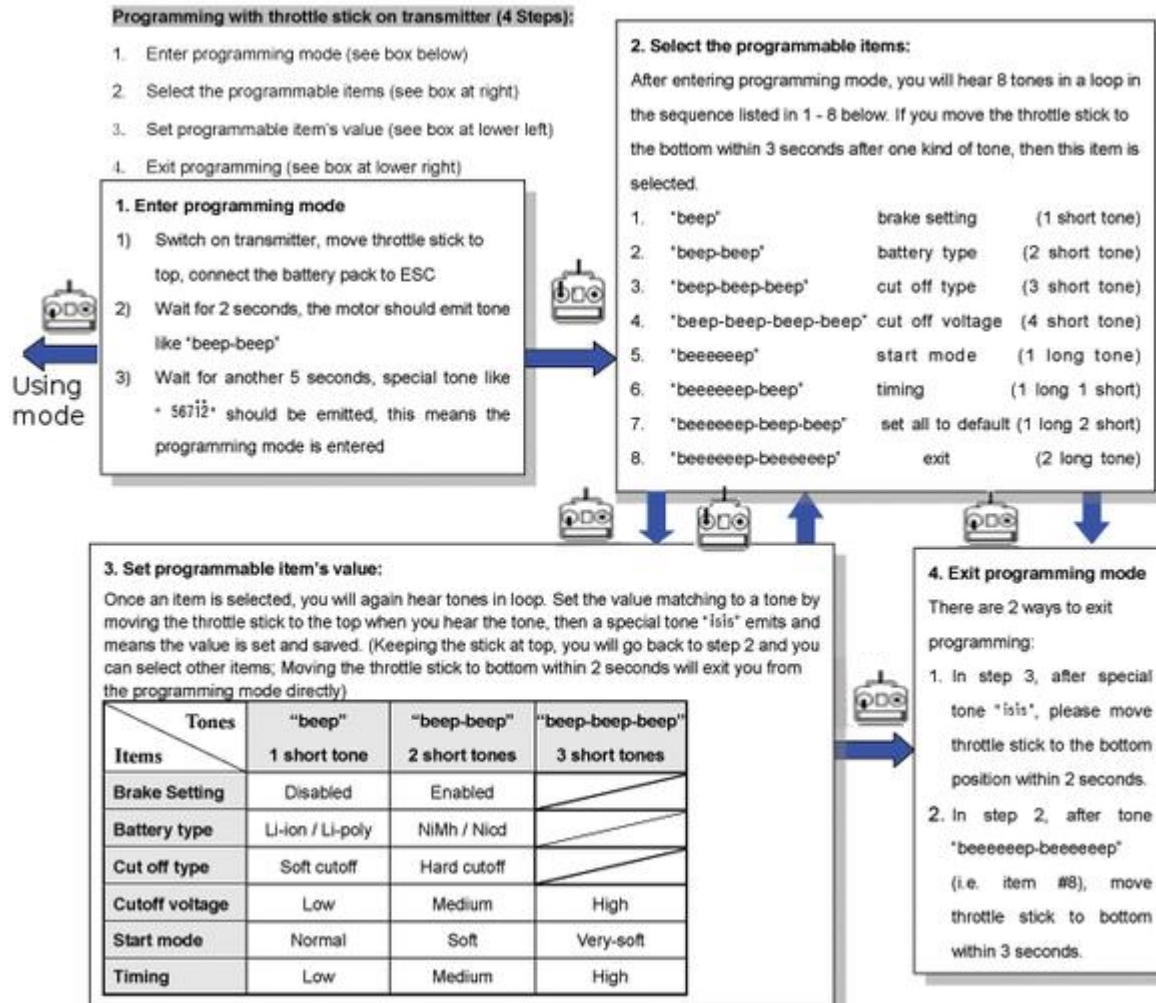 Programming with throttle stick on transmitter (4 Steps):
1. Enter programming mode (see box below)
2. Select the programmable items (see box at right)
3. Set programmable item's value (see box at lower left)
4. Exit programming (see box at lower right)
1. Enter programming mode
1) Switch on transmitter, move throttle stick to
top, connect the battery pack to ESC
2) Wait for 2 seconds, the motor should emit tone
like "beep-beep"
3) Wait for another 5 seconds, special tone like
" 56712" should be emitted, this means the
programming mode is entered
Using
mode
2. Select the programmable items:
After entering programming mode, you will hear 8 tones in a loop in
the sequence listed in 1 - 8 below. If you move the throttle stick to
the bottom within 3 seconds after one kind of tone, then this item is
selected.
1. "beep" brake setting (1 short tone)
2. "beep-beep" battery type (2 short tone)
3. "beep-beep-beep" cut off type (3 short tone)
4. "beep-beep-beep-beep" cut off voltage (4 short tone)
5. "beeeeeep" start mode (1 long tone)
6. "beeeeeep-beep" timing (1 long 1 short)
7. "beeeeeep-beep-beep" set all to default (1 long 2 short)
8. "beeeeeep-beeeeeep" exit (2 long tone)
3. Set programmable item's value:
Once an item is selected, you will again hear tones in loop. Set the value matching to a tone by
moving the throttle stick to the top when you hear the tone, then a special tone "i5i5" emits and
means the value is set and saved. (Keeping the stick at top, you will go back to step 2 and you
can select other items; Moving the throttle stick to bottom within 2 seconds will exit you from
the programming mode directly)
Tones "beep" "beep-beep" "beep-beep-beep"
Items 1 short tone 2 short tones 3 short tones
Brake Setting Disabled Enabled
Battery type Li-ion / Li-poly NiMh / Nicd
Cut off type Soft cutoff Hard cutoff
Cutoff voltage Low Medium High
Start mode Normal Soft Very-soft
Timing Low Medium High
4. Exit programming mode
There are 2 ways to exit
programming:
1. In step 3, after special
tone "i5i5", please move
throttle stick to the bottom
position within 2 seconds.
2. In step 2, after tone
"beeeeeep-beeeeeep"
(i.e. item #8), move
throttle stick to bottom
within 3 seconds.